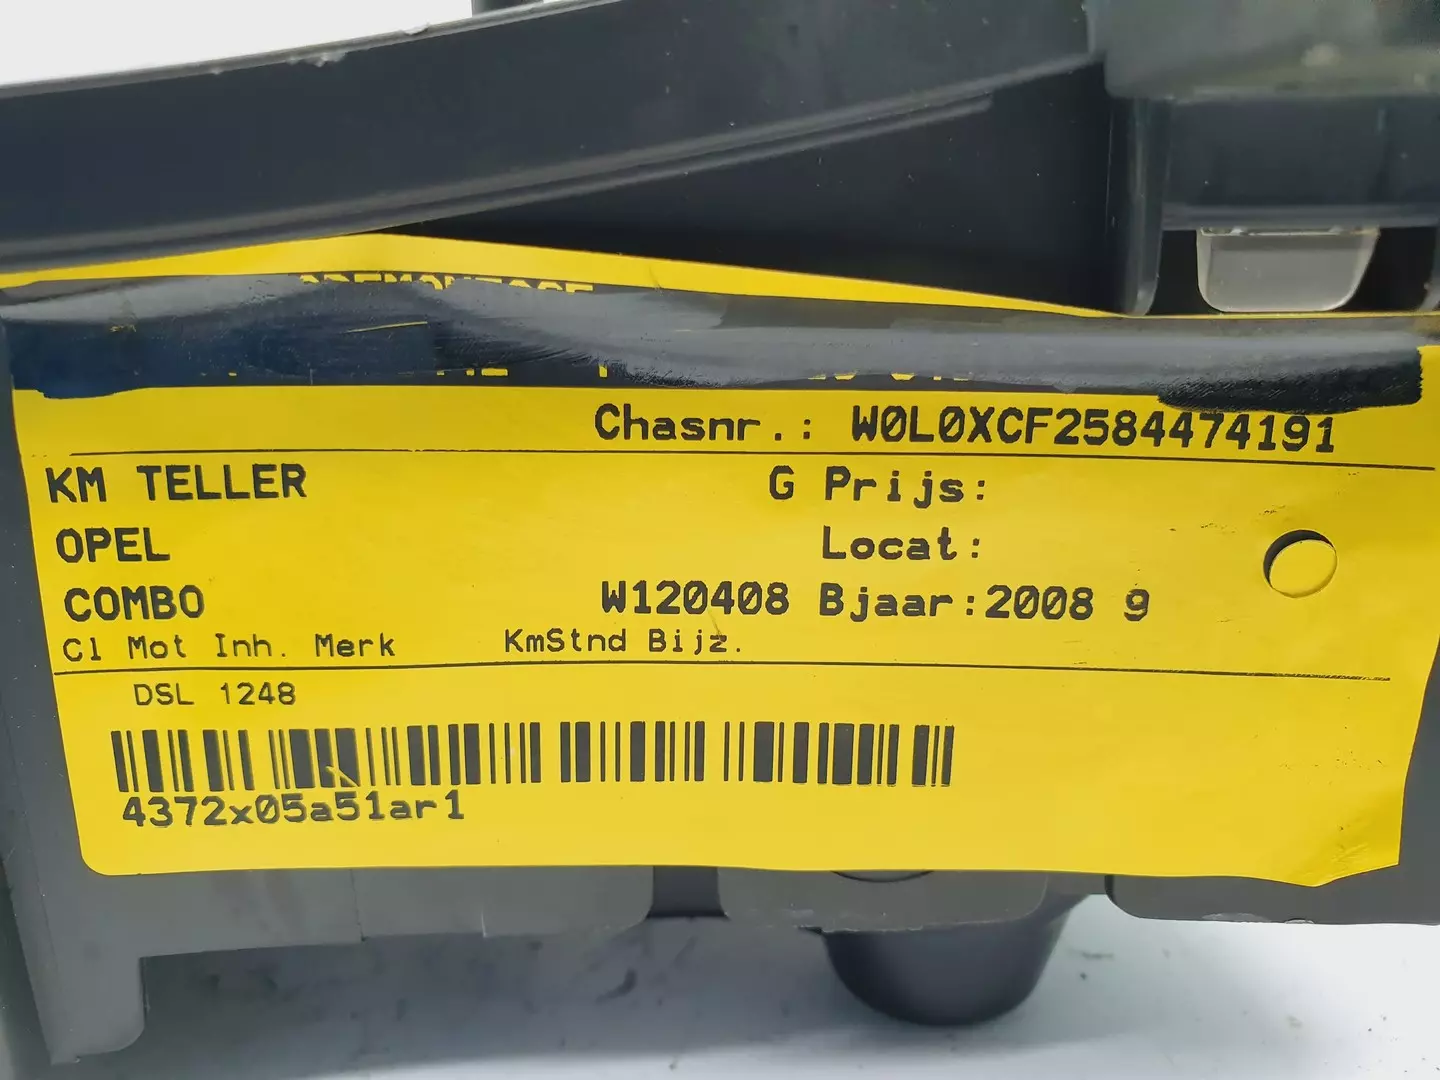 Chasnr.: W0L0XCF2584474191
KM TELLER G Prijs:
OPEL Locat:
COMBO W120408 Bjaar:2008 9
Cl Mot Inh. Merk KmStnd Bijz.
DSL 1248
4372x05a51ar1